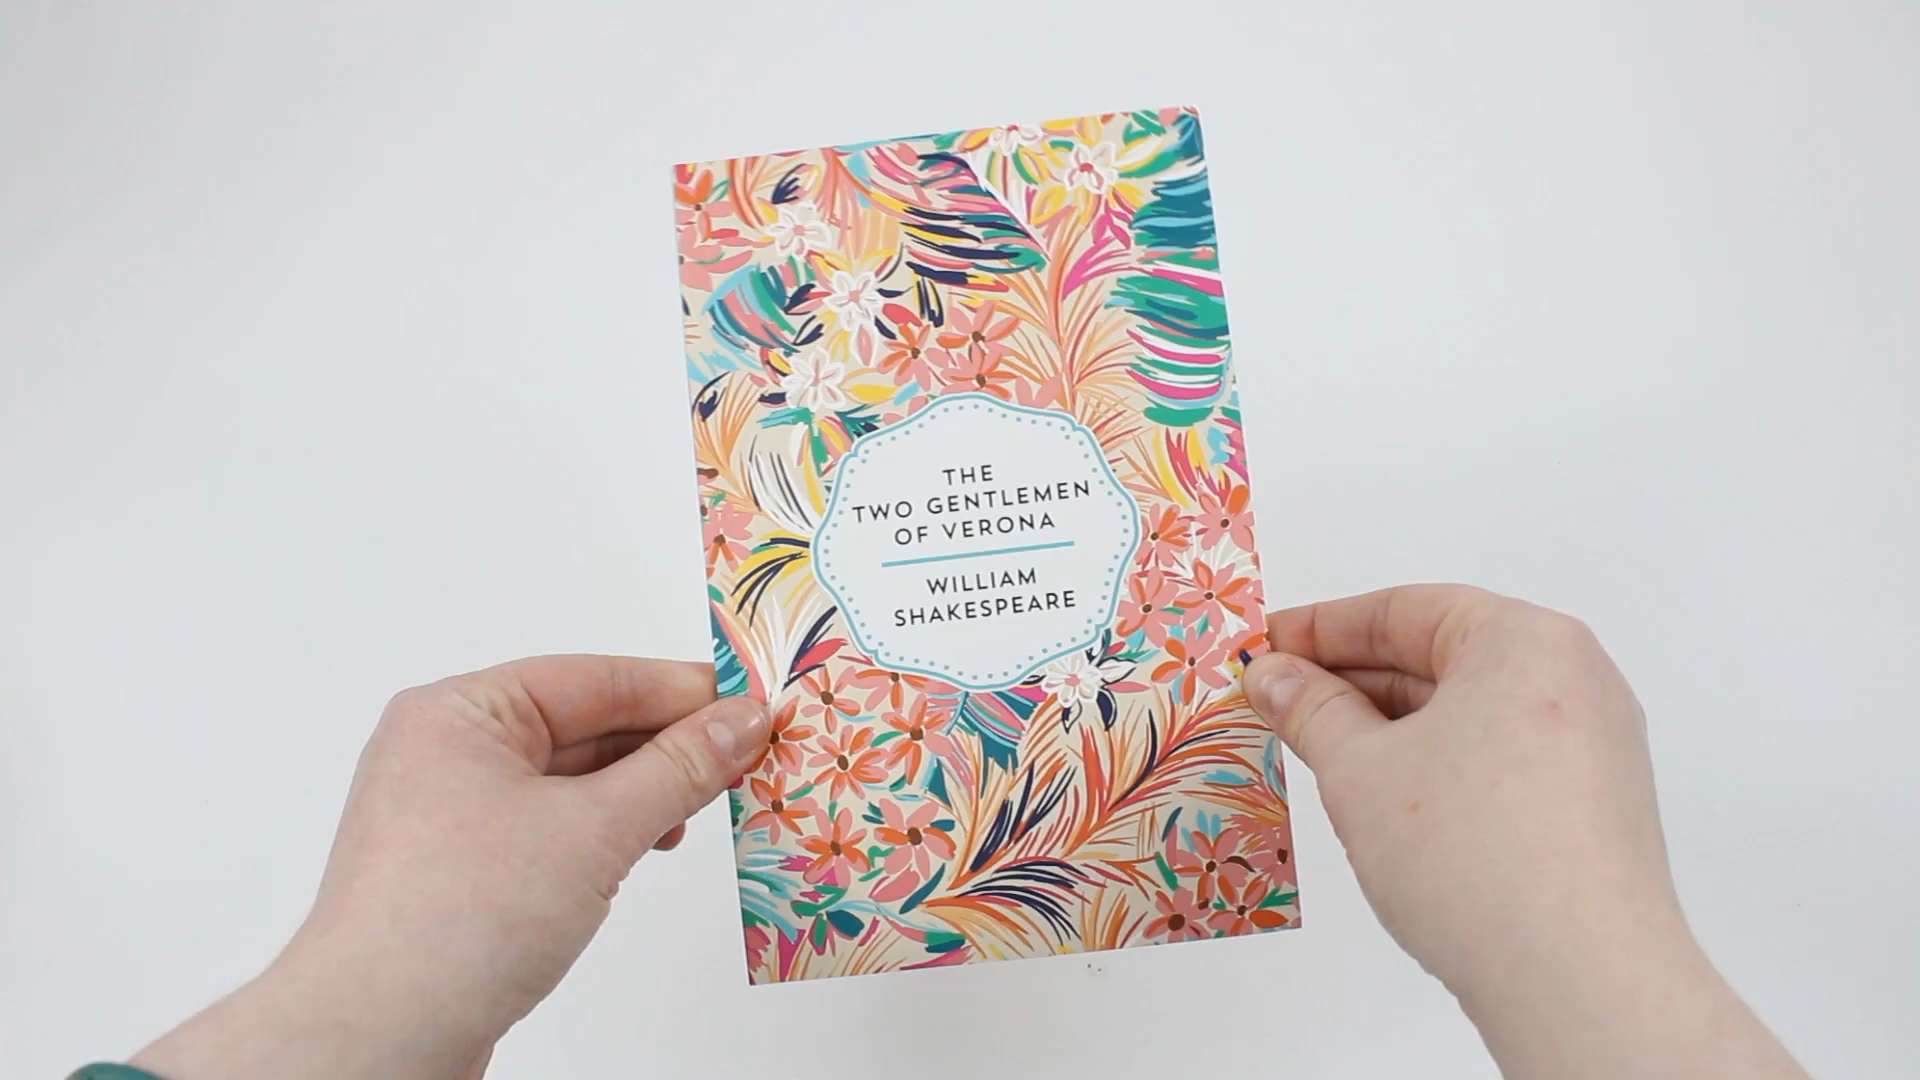 THE
TWO GENTLEMEN
OF VERONA
WILLIAM
SHAKESPEARE